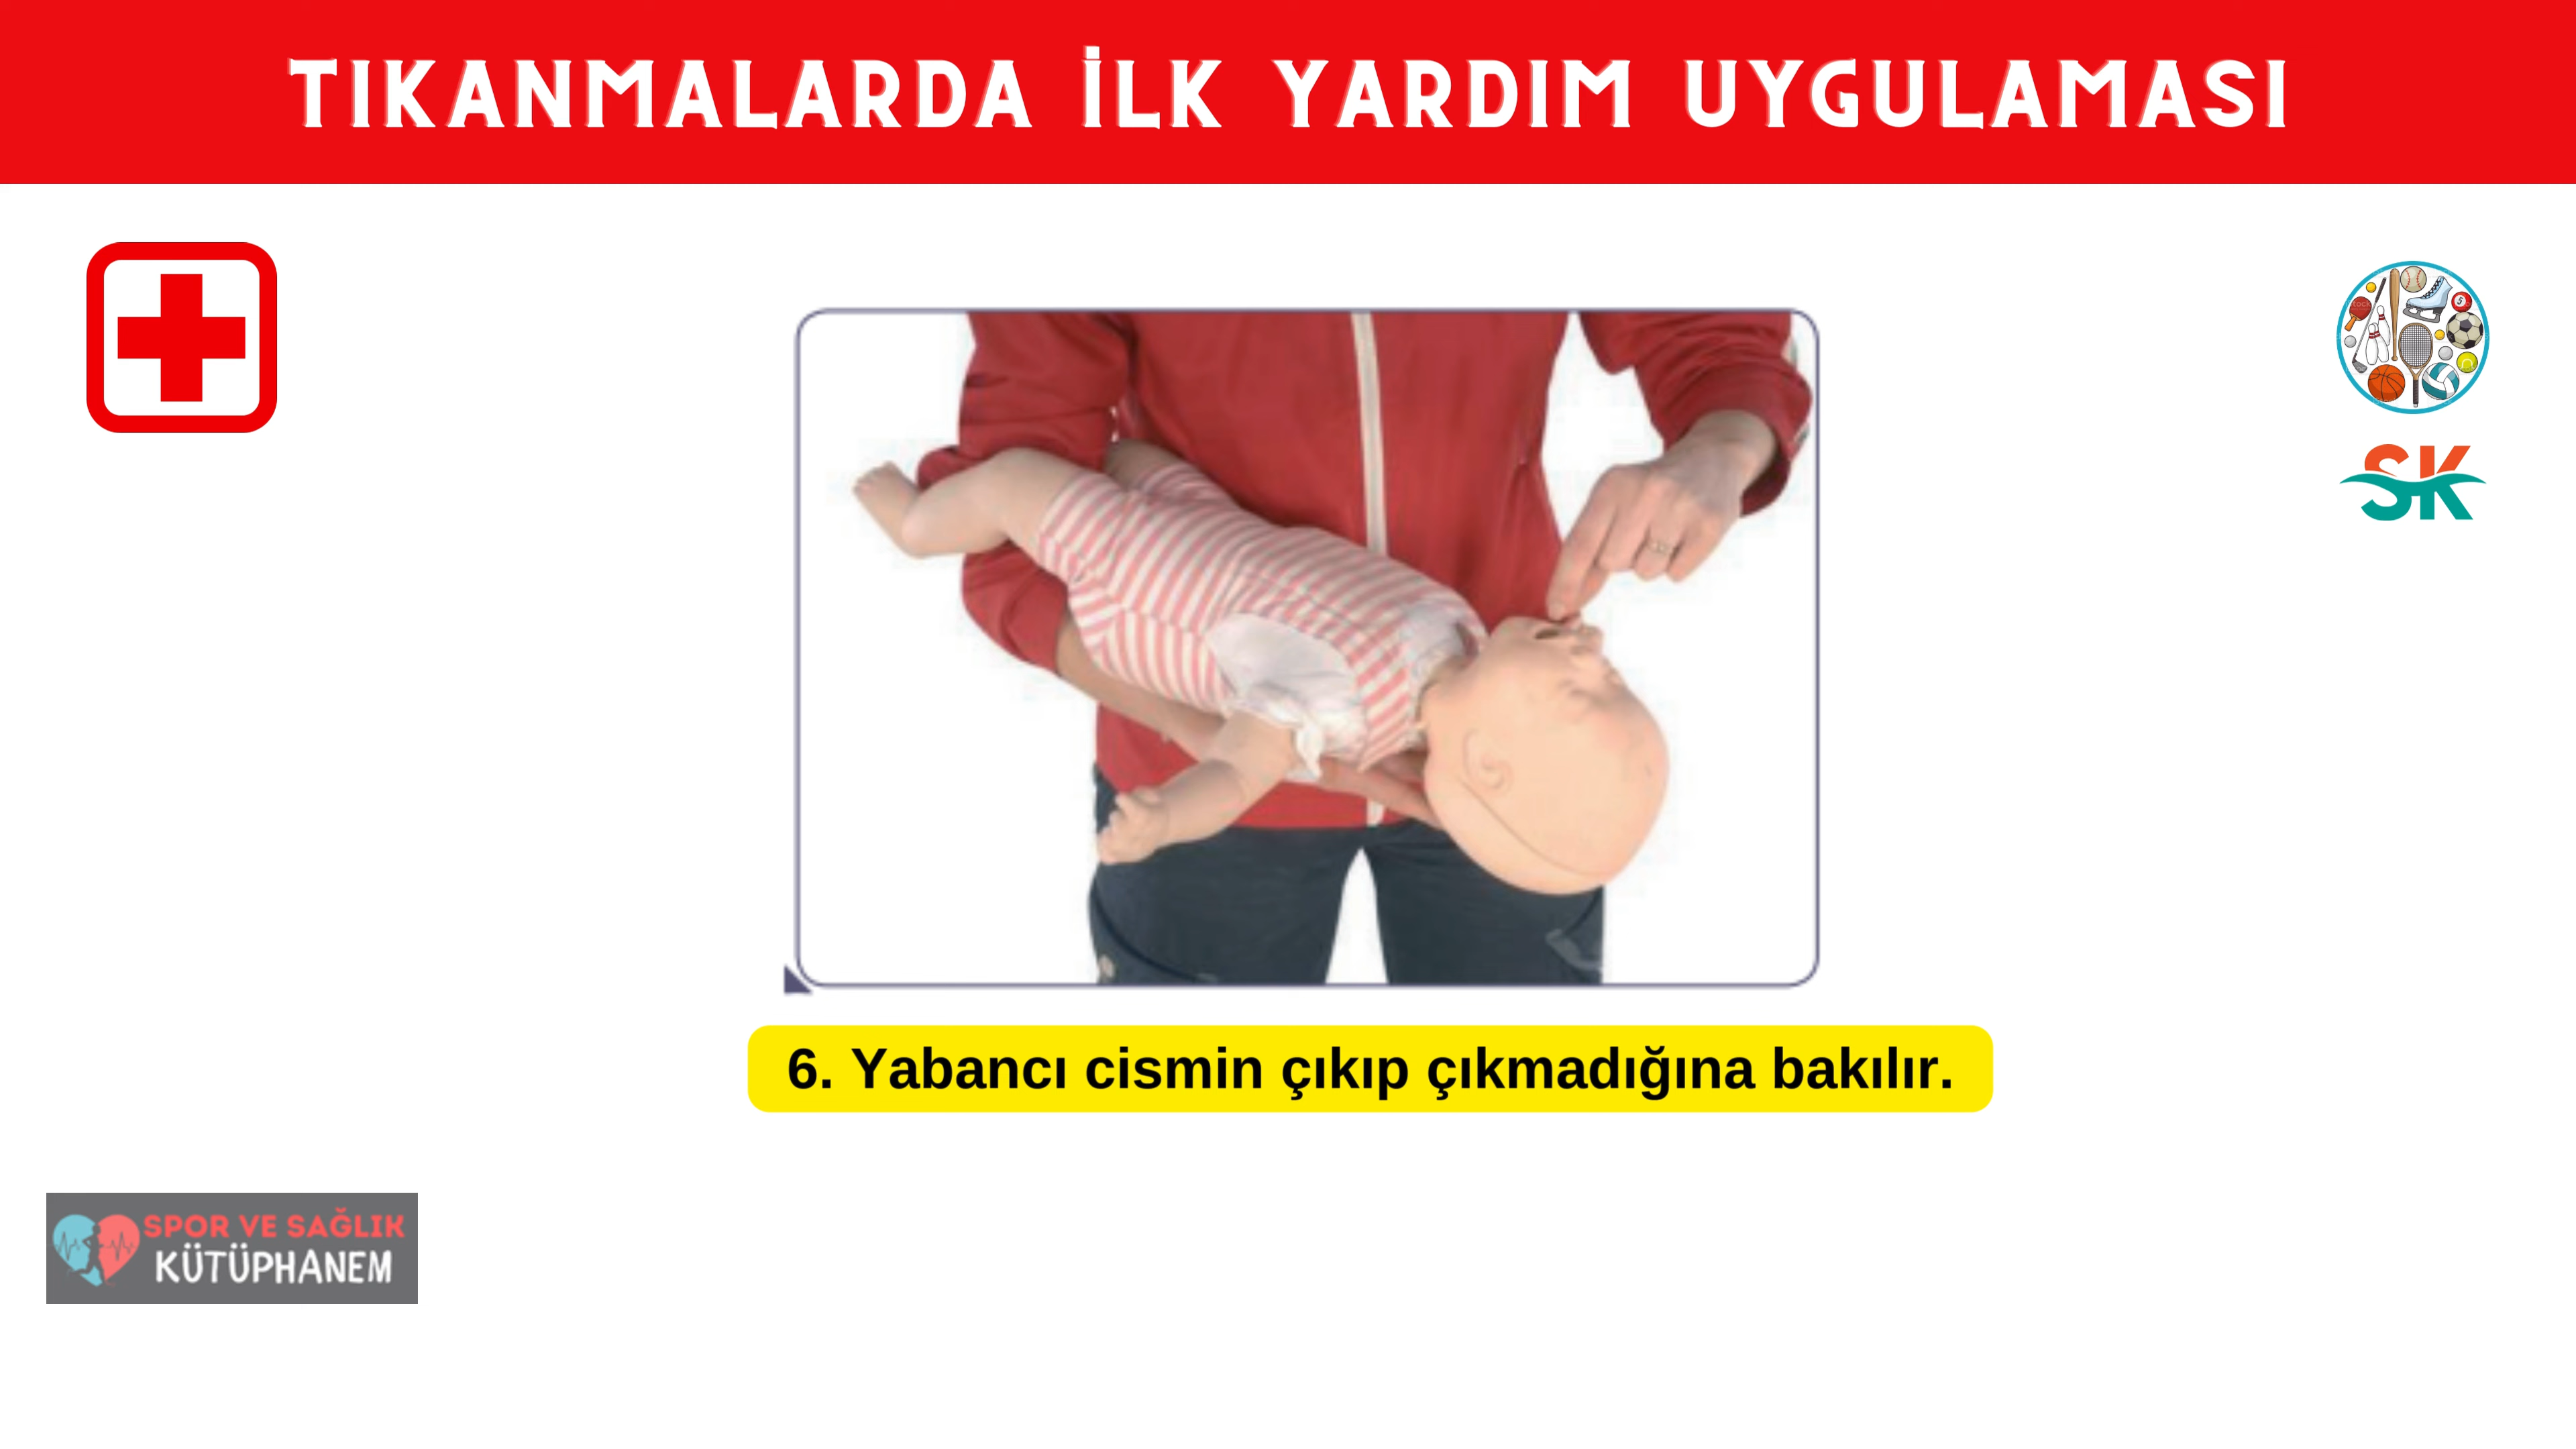 TIKANMALARDA İLK YARDIM UYGULAMASI
SK
6. Yabancı cismin çıkıp çıkmadığına bakılır.
SPOR VE SAĞLIK
KÜTÜPHANEM